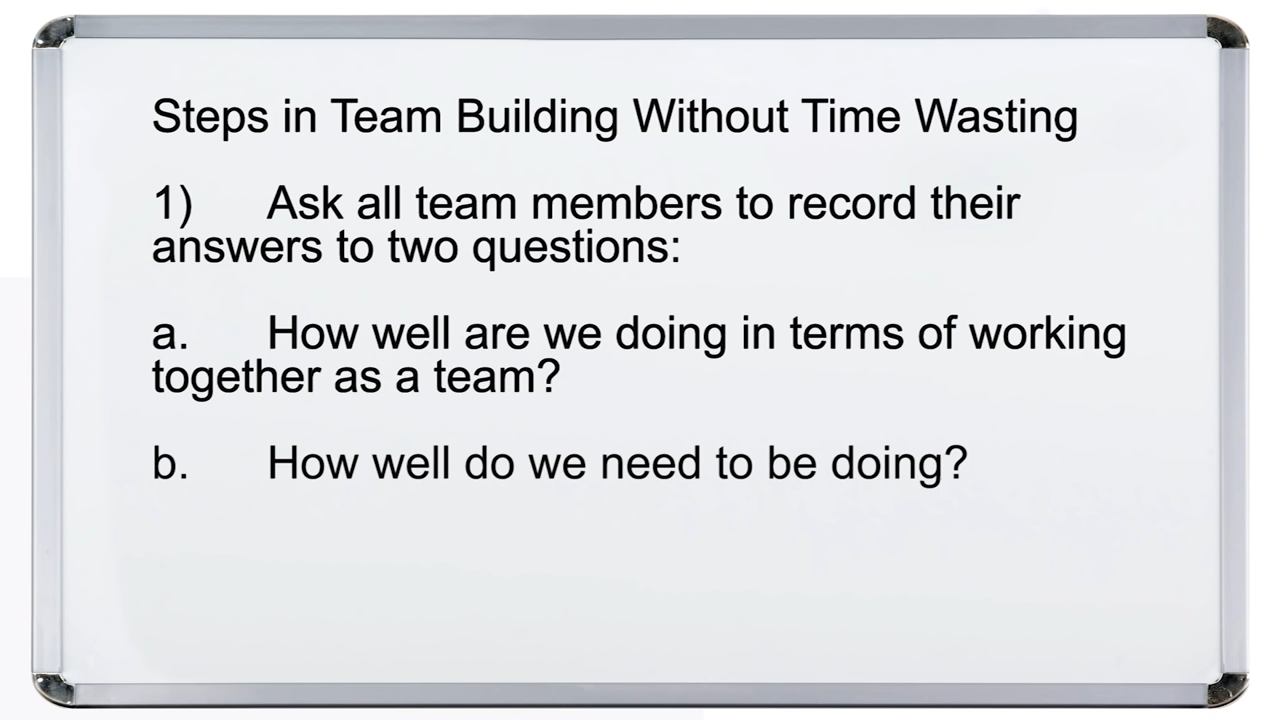 Steps in Team Building Without Time Wasting
1) Ask all team members to record their
answers to two questions:
a. How well are we doing in terms of working
together as a team?
b. How well do we need to be doing?